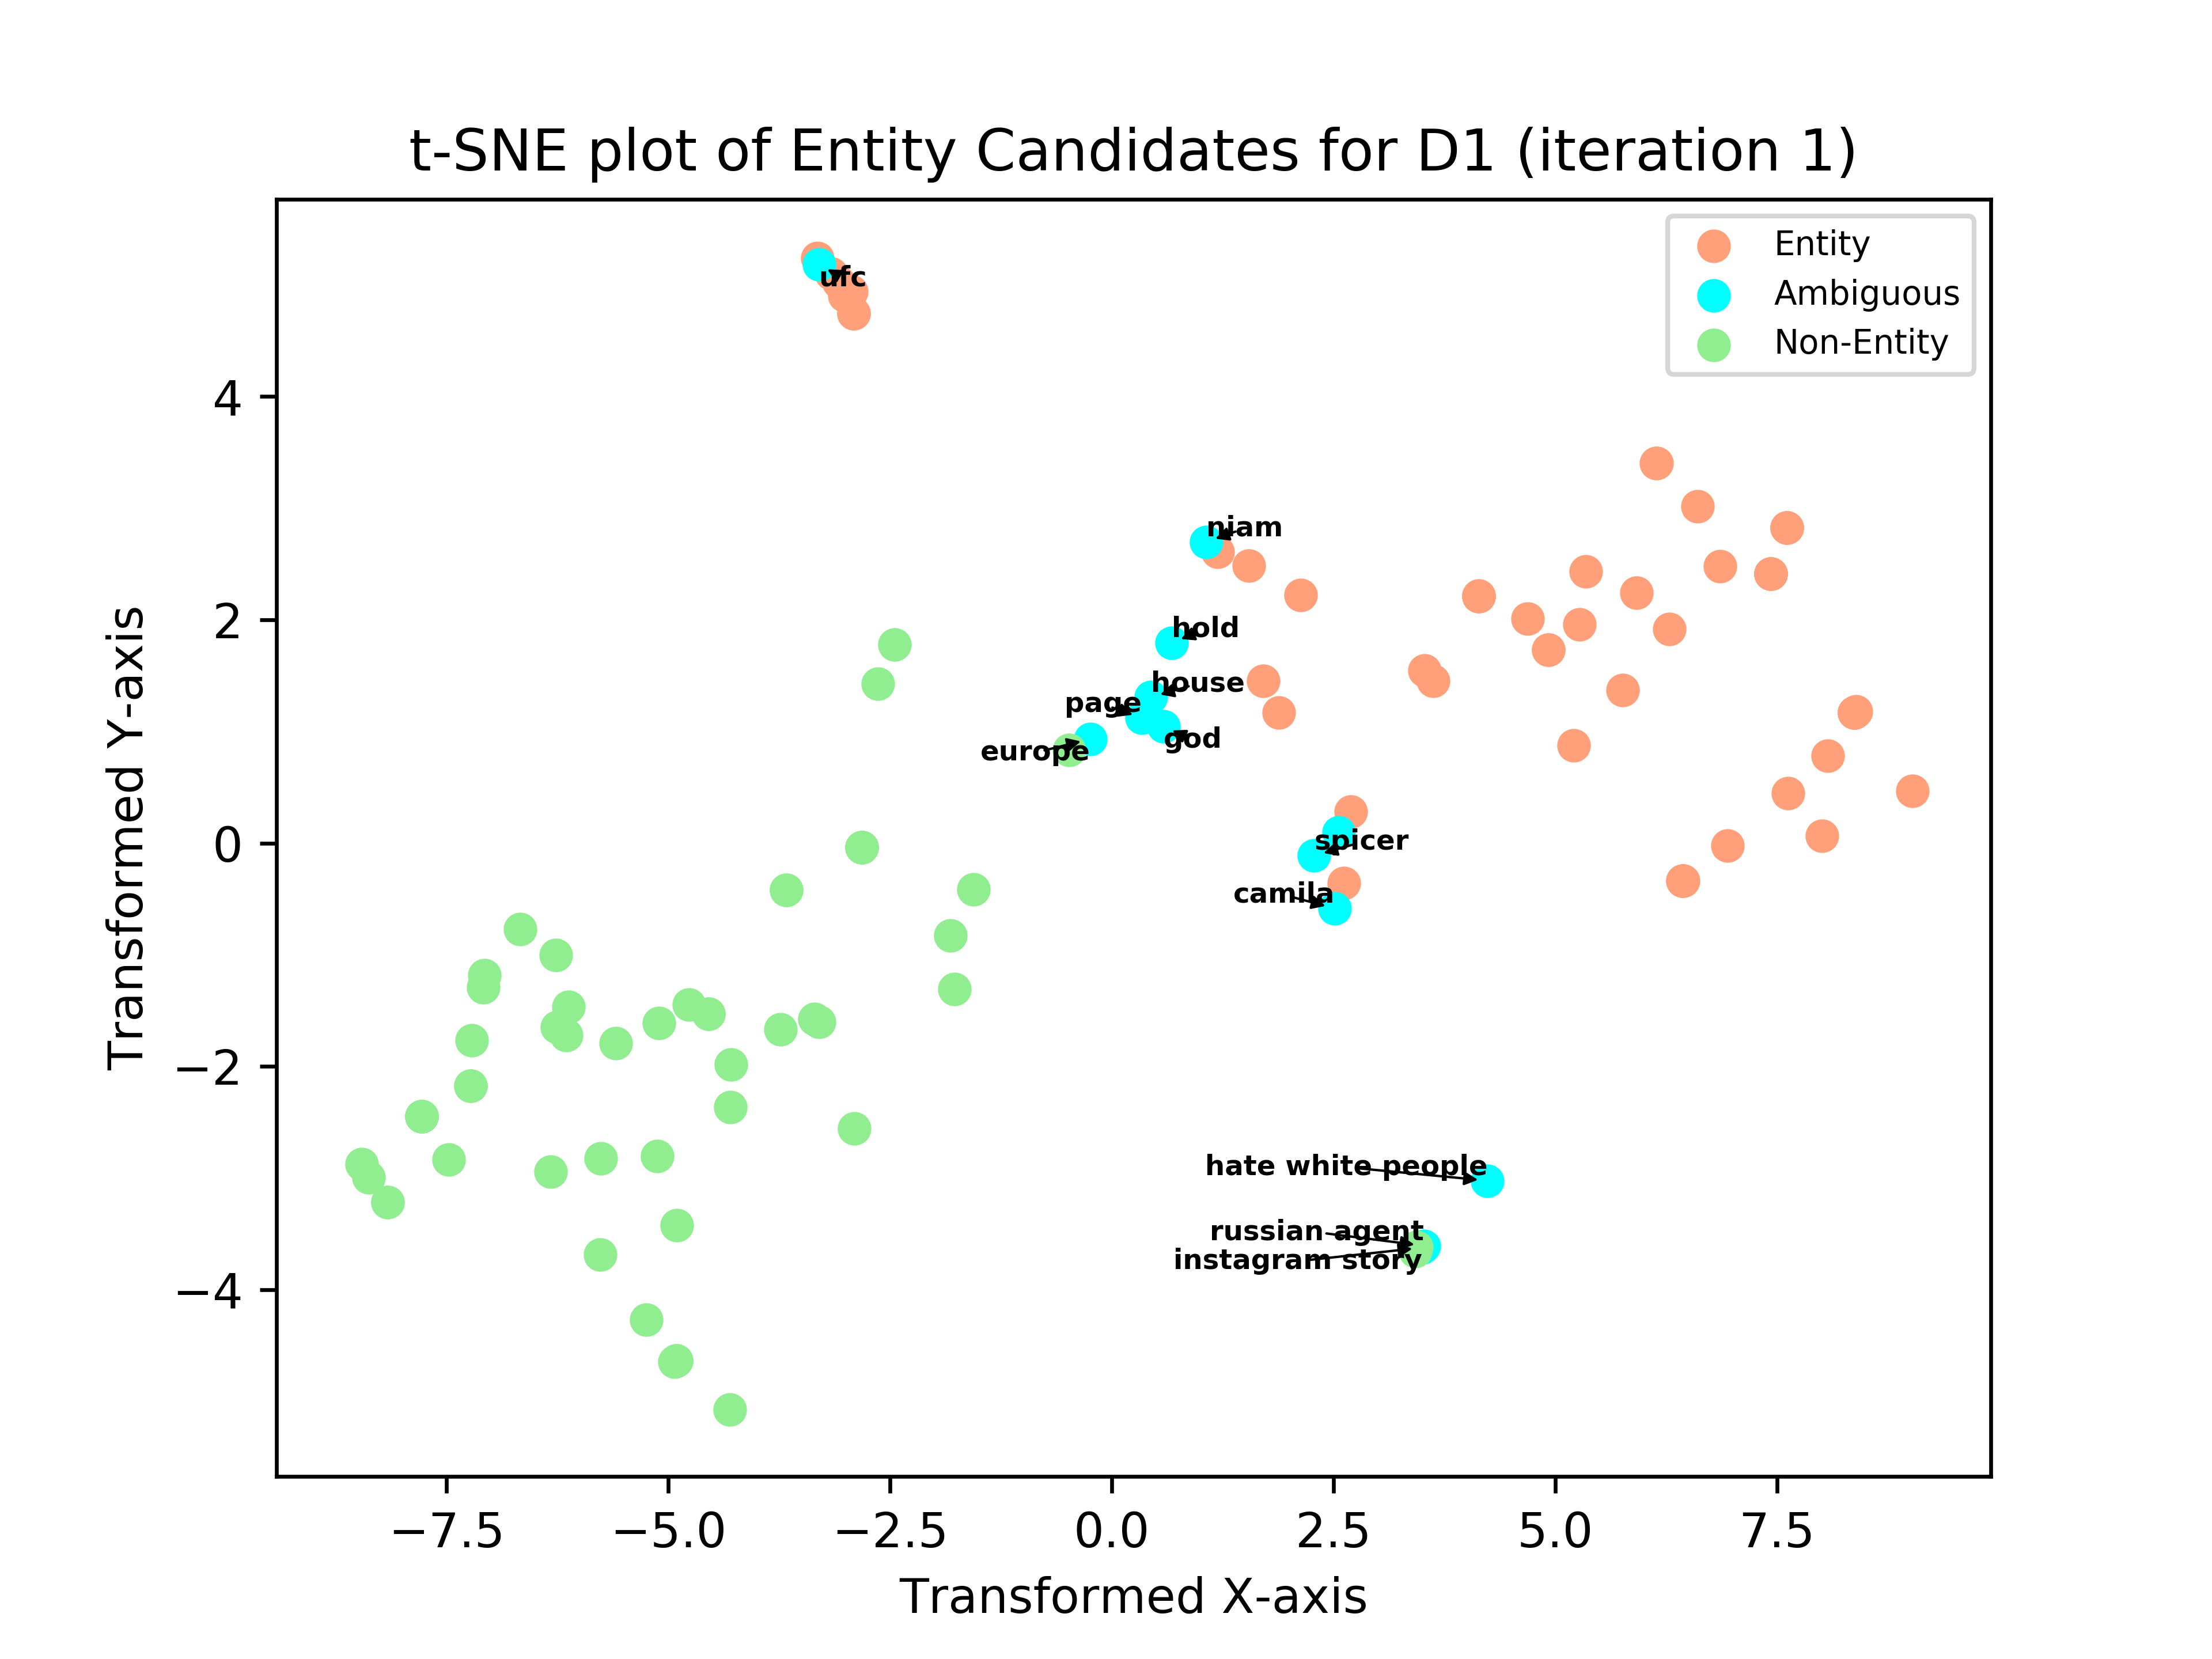 t-SNE plot of Entity Candidates for D1 (iteration 1)
Entity
Ambiguous
Non-Entity
ufc
niam
hold
house
page
god
europe
spicer
camila
hate white people
russian agent
instagram story
4
2
0
−2
−4
Transformed Y-axis
−7.5
−5.0
−2.5
0.0
2.5
5.0
7.5
Transformed X-axis